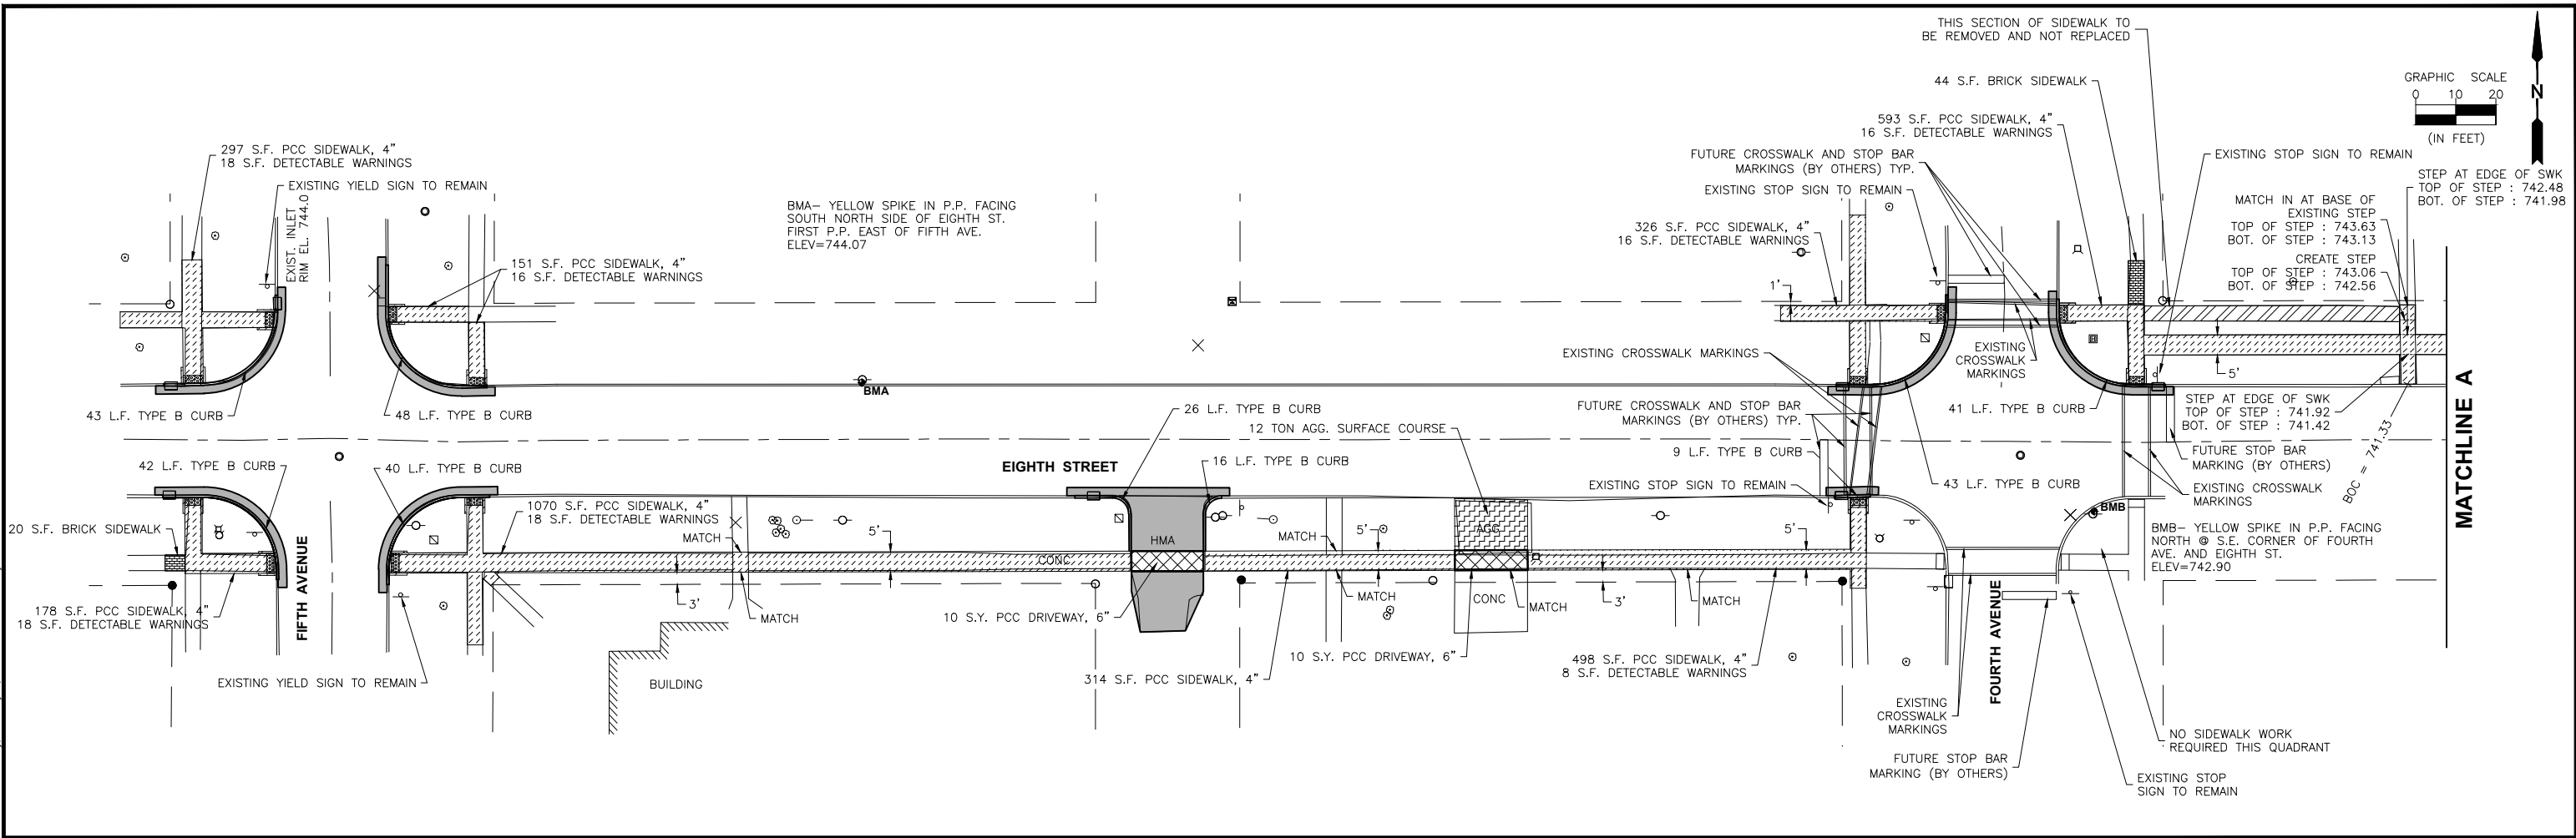 THIS SECTION OF SIDEWALK TO
BE REMOVED AND NOT REPLACED
44 S.F. BRICK SIDEWALK
593 S.F. PCC SIDEWALK, 4"
16 S.F. DETECTABLE WARNINGS
FUTURE CROSSWALK AND STOP BAR
MARKINGS (BY OTHERS) TYP.
EXISTING STOP SIGN TO REMAIN
326 S.F. PCC SIDEWALK, 4"
16 S.F. DETECTABLE WARNINGS
1'
GRAPHIC SCALE
0 10 20
(IN FEET)
N
EXISTING STOP SIGN TO REMAIN
STEP AT EDGE OF SWK
TOP OF STEP : 742.48
BOT. OF STEP : 741.98
MATCH IN AT BASE OF
EXISTING STEP
TOP OF STEP : 743.63
BOT. OF STEP : 743.13
CREATE STEP
TOP OF STEP : 743.06
BOT. OF STEP : 742.56
297 S.F. PCC SIDEWALK, 4"
18 S.F. DETECTABLE WARNINGS
EXISTING YIELD SIGN TO REMAIN
EXIST. INLET
RIM EL. 744.0
151 S.F. PCC SIDEWALK, 4"
16 S.F. DETECTABLE WARNINGS
BMA- YELLOW SPIKE IN P.P. FACING
SOUTH NORTH SIDE OF EIGHTH ST.
FIRST P.P. EAST OF FIFTH AVE.
ELEV=744.07
EXISTING CROSSWALK MARKINGS
EXISTING
CROSSWALK
MARKINGS
5'
BMA
43 L.F. TYPE B CURB
48 L.F. TYPE B CURB
26 L.F. TYPE B CURB
12 TON AGG. SURFACE COURSE
FUTURE CROSSWALK AND STOP BAR
MARKINGS (BY OTHERS) TYP.
41 L.F. TYPE B CURB
STEP AT EDGE OF SWK
TOP OF STEP : 741.92
BOT. OF STEP : 741.42
BOC = 741.33
MATCHLINE A
42 L.F. TYPE B CURB
40 L.F. TYPE B CURB
EIGHTH STREET
16 L.F. TYPE B CURB
9 L.F. TYPE B CURB
EXISTING STOP SIGN TO REMAIN
43 L.F. TYPE B CURB
FUTURE STOP BAR
MARKING (BY OTHERS)
EXISTING CROSSWALK
MARKINGS
20 S.F. BRICK SIDEWALK
1070 S.F. PCC SIDEWALK, 4"
18 S.F. DETECTABLE WARNINGS
MATCH
5'
CONC
HMA
MATCH
5'
AGG
5'
BMB
BMB- YELLOW SPIKE IN P.P. FACING
NORTH @ S.E. CORNER OF FOURTH
AVE. AND EIGHTH ST.
ELEV=742.90
178 S.F. PCC SIDEWALK, 4"
18 S.F. DETECTABLE WARNINGS
FIFTH AVENUE
3'
MATCH
10 S.Y. PCC DRIVEWAY, 6"
MATCH
CONC
MATCH
3'
MATCH
FOURTH AVENUE
EXISTING YIELD SIGN TO REMAIN
BUILDING
314 S.F. PCC SIDEWALK, 4"
10 S.Y. PCC DRIVEWAY, 6"
498 S.F. PCC SIDEWALK, 4"
8 S.F. DETECTABLE WARNINGS
EXISTING
CROSSWALK
MARKINGS
FUTURE STOP BAR
MARKING (BY OTHERS)
NO SIDEWALK WORK
REQUIRED THIS QUADRANT
EXISTING STOP
SIGN TO REMAIN